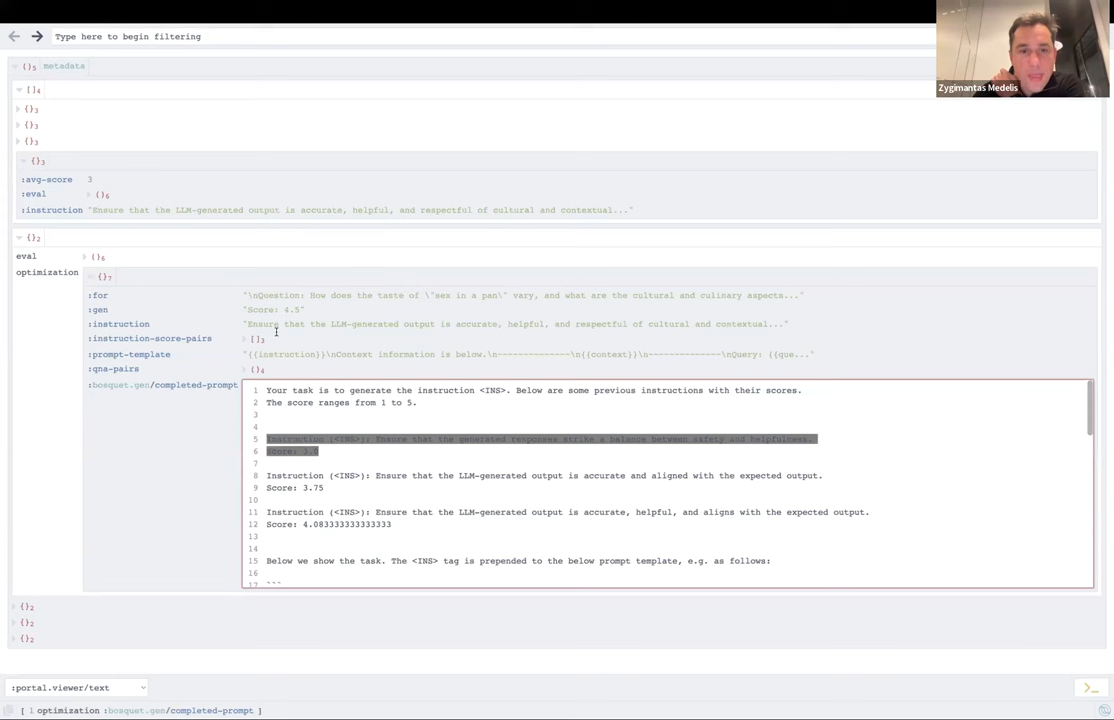 Type here to begin filtering
Zygimantas Medelis
()5 metadata
[]4
{}3
{}3
{}3
{}3
:avg-score 3
:eval ()6
:instruction "Ensure that the LLM-generated output is accurate, helpful, and respectful of cultural and contextual..."
{}2
eval ()6
optimization {}7
:for "\nQuestion: How does the taste of \"sex in a pan\" vary, and what are the cultural and culinary aspects..."
:gen "Score: 4.5"
:instruction "Ensure that the LLM-generated output is accurate, helpful, and respectful of cultural and contextual..."
:instruction-score-pairs []3
:prompt-template "{{instruction}}\nContext information is below.\n--------------\n{{context}}\n--------------\nQuery: {{que..."
:qna-pairs ()4
:bosquet.gen/completed-prompt
1 Your task is to generate the instruction <INS>. Below are some previous instructions with their scores.
2 The score ranges from 1 to 5.
3
4
5 Instruction (<INS>): Ensure that the generated responses strike a balance between safety and helpfulness.
6 Score: 3.0
7
8 Instruction (<INS>): Ensure that the LLM-generated output is accurate and aligned with the expected output.
9 Score: 3.75
10
11 Instruction (<INS>): Ensure that the LLM-generated output is accurate, helpful, and aligns with the expected output.
12 Score: 4.083333333333333
13
14
15 Below we show the task. The <INS> tag is prepended to the below prompt template, e.g. as follows:
16
17 ```
{}2
{}2
{}2
:portal.viewer/text
>_
[ 1 optimization :bosquet.gen/completed-prompt ]